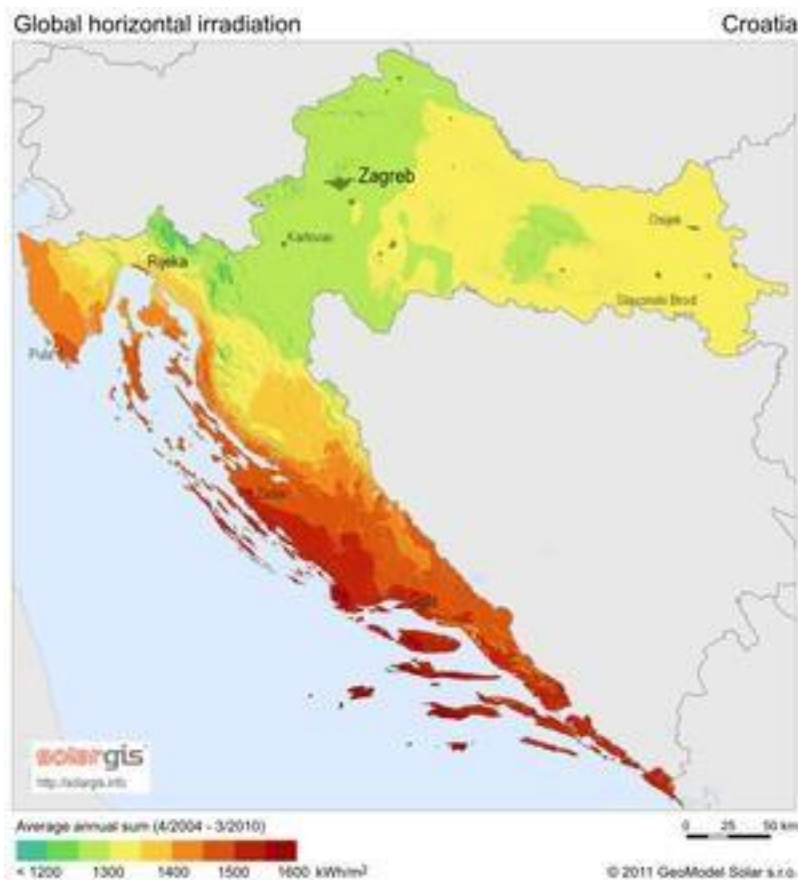 Global horizontal irradiation
Croatia
Zagreb
Karlovac
Osijek
Rijeka
Slavonski Brod
Pula
Zadar
solargis
http://solargis.info
Average annual sum (4/2004 - 3/2010)
0 25 50 km
< 1200 1300 1400 1500 1600 kWh/m²
© 2011 GeoModel Solar s.r.o.